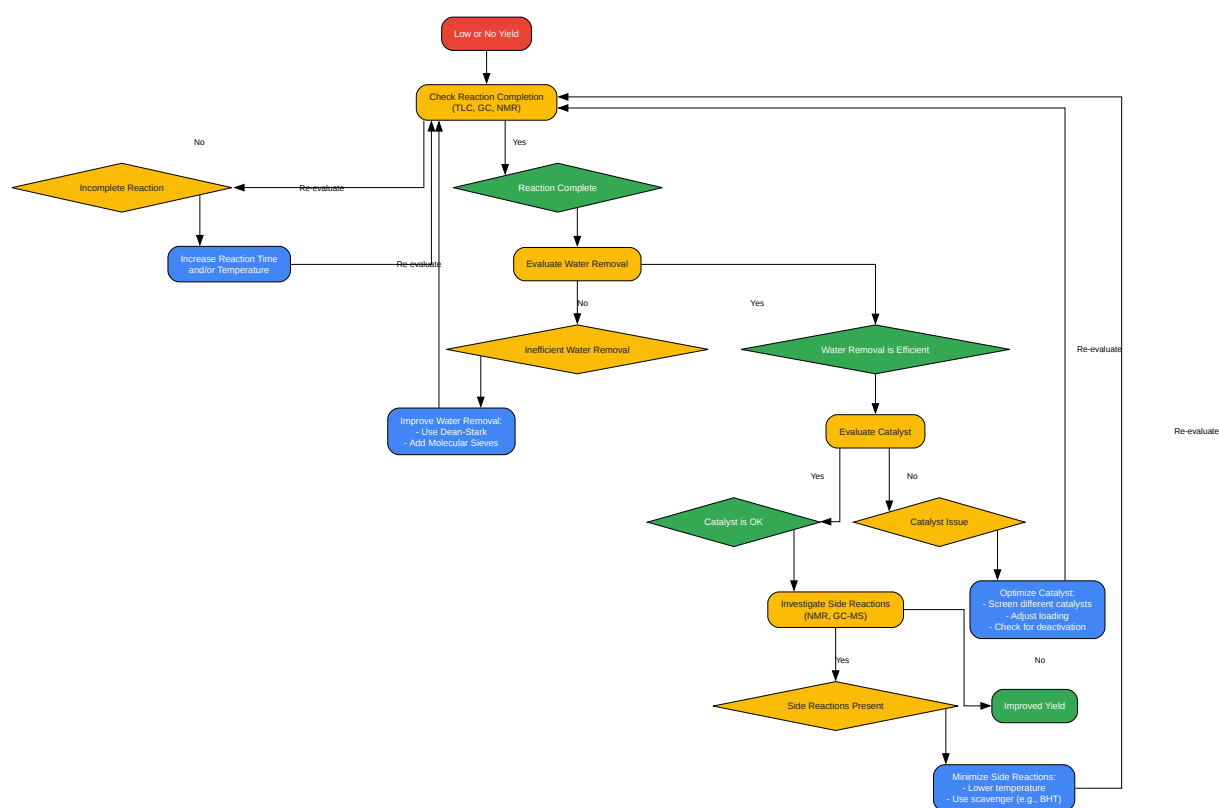 Low or No Yield
Check Reaction Completion
(TLC, GC, NMR)
No
Yes
Incomplete Reaction
Re-evaluate
Reaction Complete
Increase Reaction Time
and/or Temperature
Re-evaluate
Evaluate Water Removal
No
Yes
Inefficient Water Removal
Water Removal is Efficient
Re-evaluate
Improve Water Removal:
- Use Dean-Stark
- Add Molecular Sieves
Evaluate Catalyst
Re-evaluate
Yes
No
Catalyst is OK
Catalyst Issue
Investigate Side Reactions
(NMR, GC-MS)
Optimize Catalyst:
- Screen different catalysts
- Adjust loading
- Check for deactivation
Yes
No
Side Reactions Present
Improved Yield
Minimize Side Reactions:
- Lower temperature
- Use scavenger (e.g., BHT)